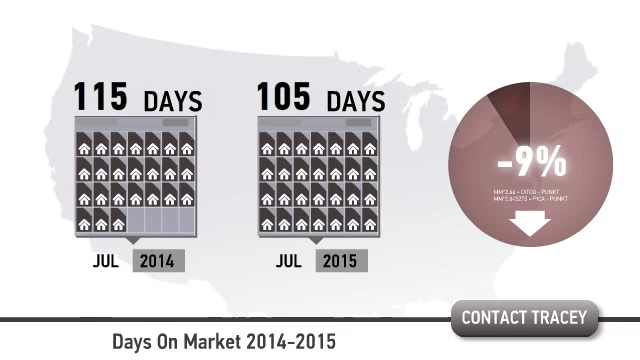 115 DAYS
105 DAYS
-9%
JUL 2014
JUL 2015
CONTACT TRACEY
Days On Market 2014-2015